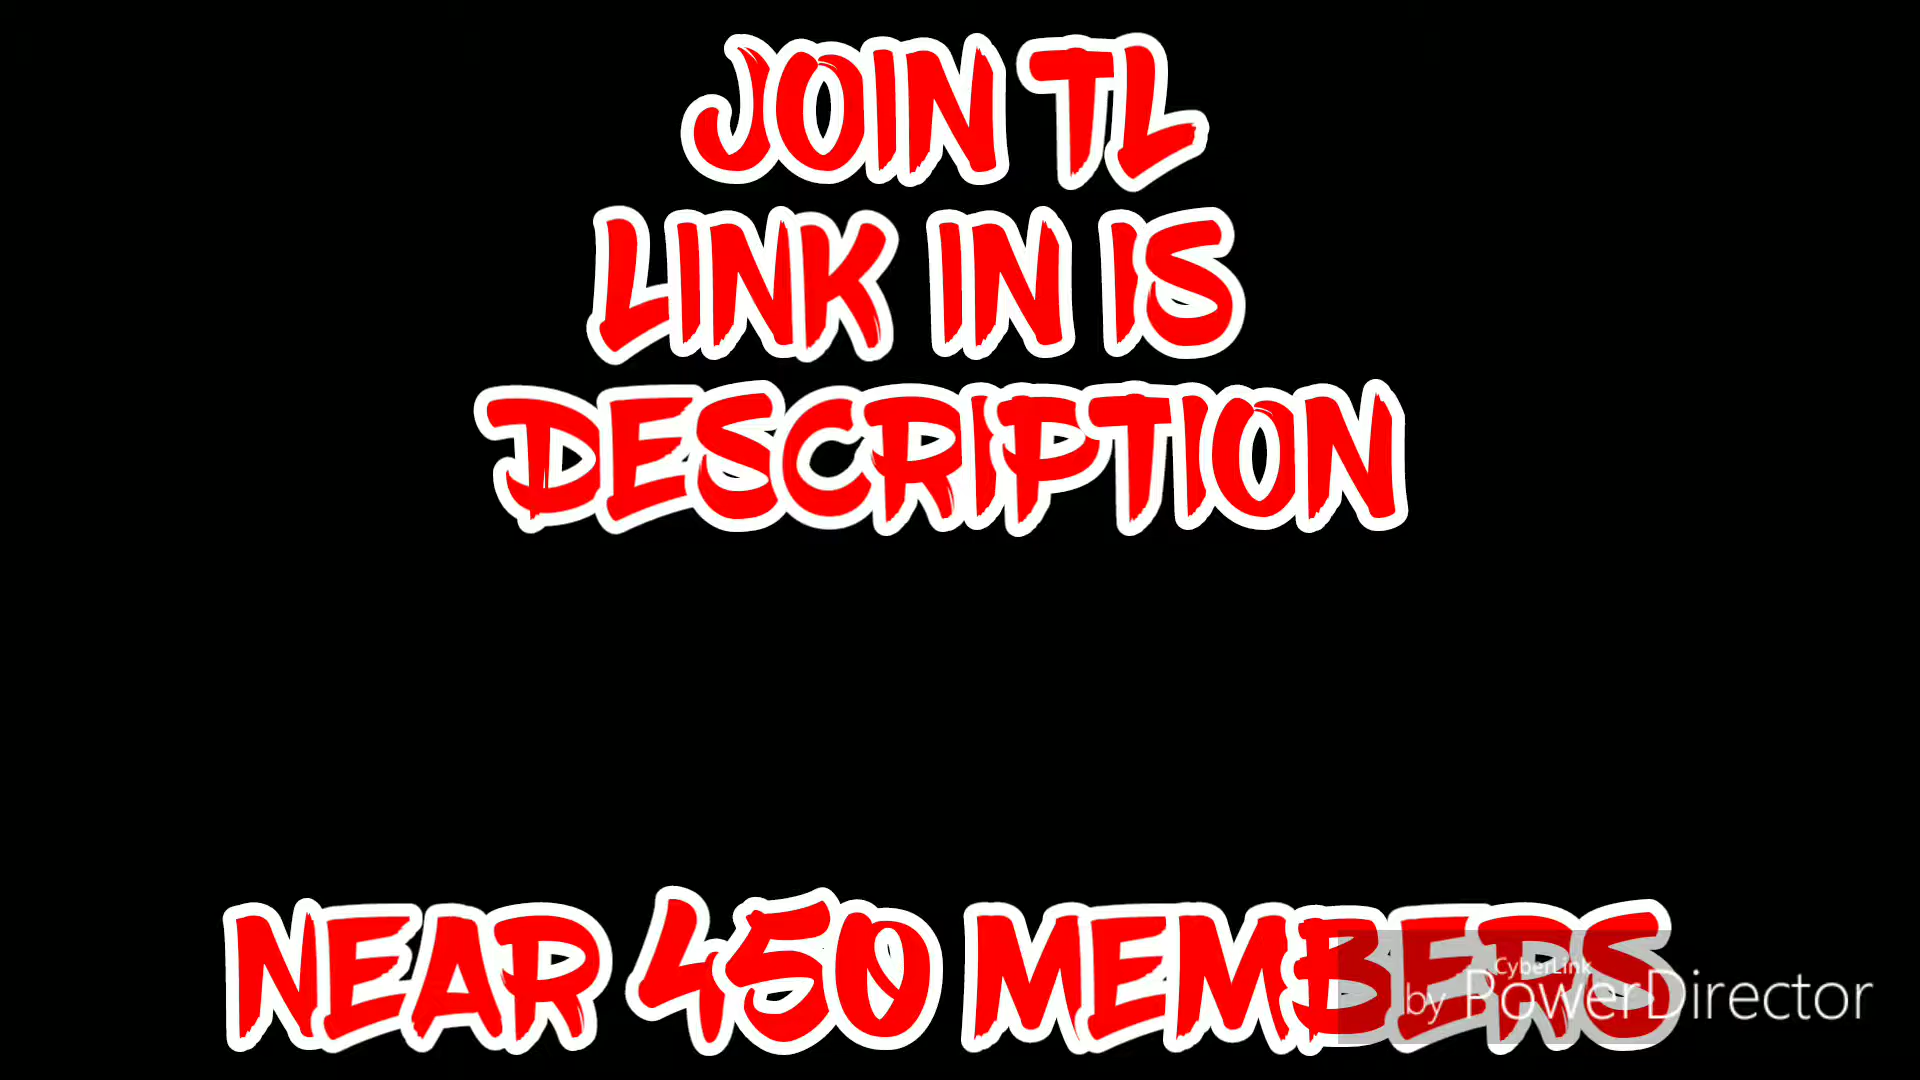 JOIN TL
LINK IN IS
DESCRIPTION
NEAR 450 MEMBERS
CyberLink
by PowerDirector